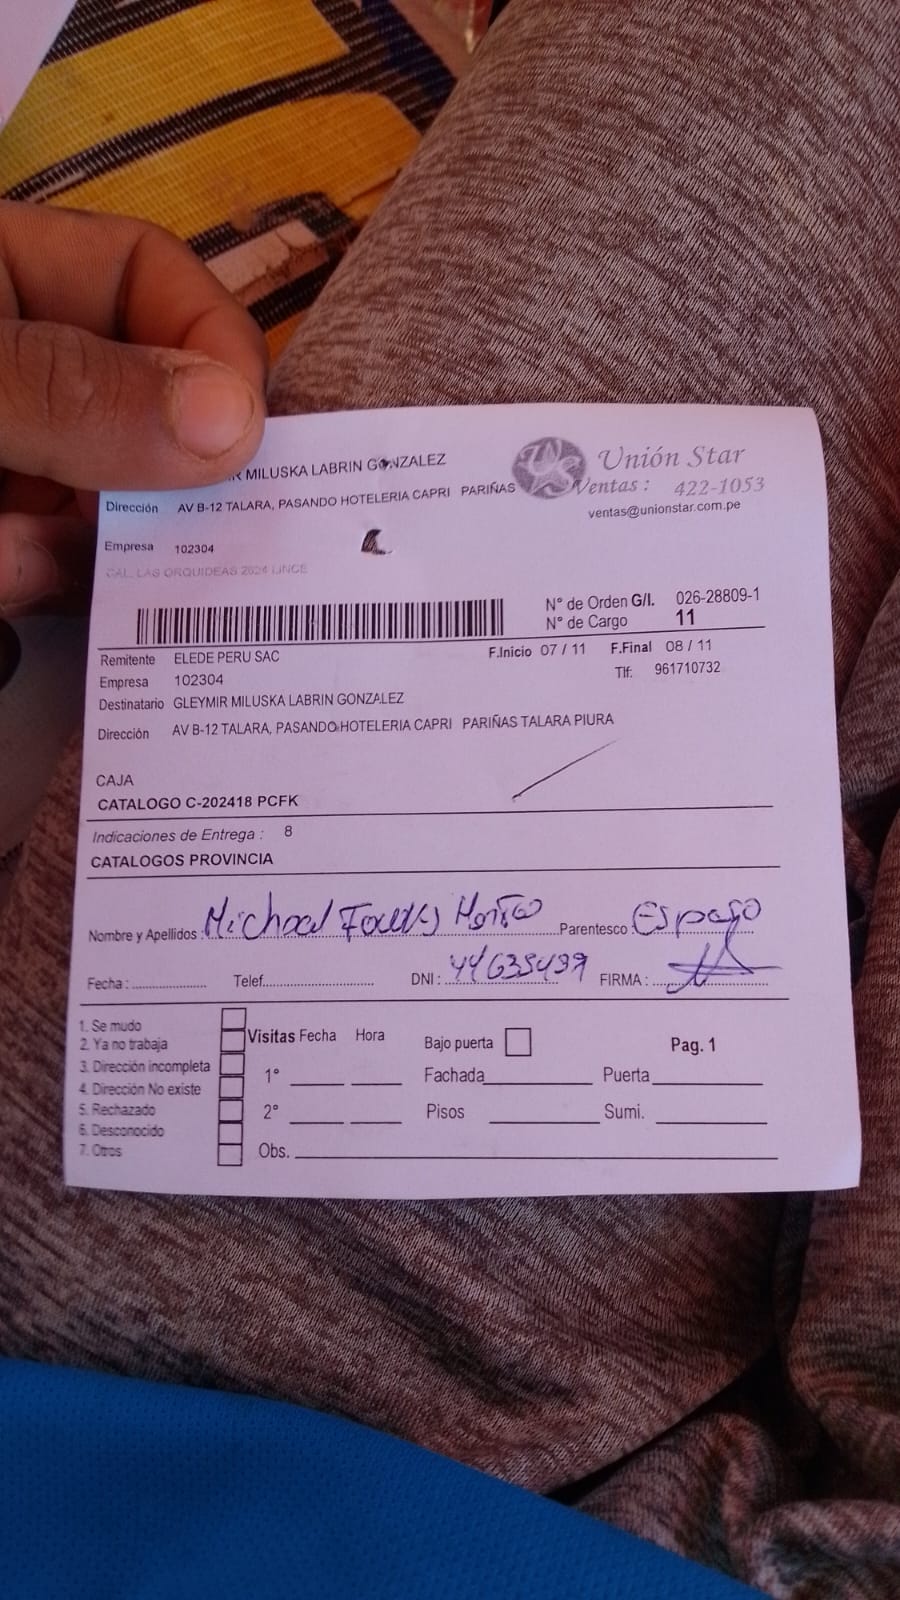 MILUSKA LABRIN GONZALEZ
Unión Star
Dirección AV B-12 TALARA, PASANDO HOTELERIA CAPRI PARIÑAS
Ventas : 422-1053
ventas@unionstar.com.pe
Empresa 102304
CAL. LAS ORQUIDEAS 2624 LINCE
N° de Orden G/I. 026-28809-1
N° de Cargo 11
Remitente ELEDE PERU SAC
F.Inicio 07 / 11 F.Final 08 / 11
Empresa 102304
Tlf: 961710732
Destinatario GLEYMIR MILUSKA LABRIN GONZALEZ
Dirección AV B-12 TALARA, PASANDO HOTELERIA CAPRI PARIÑAS TALARA PIURA
CAJA
CATALOGO C-202418 PCFK
Indicaciones de Entrega : 8
CATALOGOS PROVINCIA
Nombre y Apellidos : Michael Parentesco : Esposo
Fecha : Telef. DNI : FIRMA :
1. Se mudo
2. Ya no trabaja
3. Dirección incompleta
4. Dirección No existe
5. Rechazado
6. Desconocido
7. Otros
Visitas Fecha Hora
1°
2°
Obs.
Bajo puerta
Pag. 1
Fachada Puerta
Pisos Sumi.